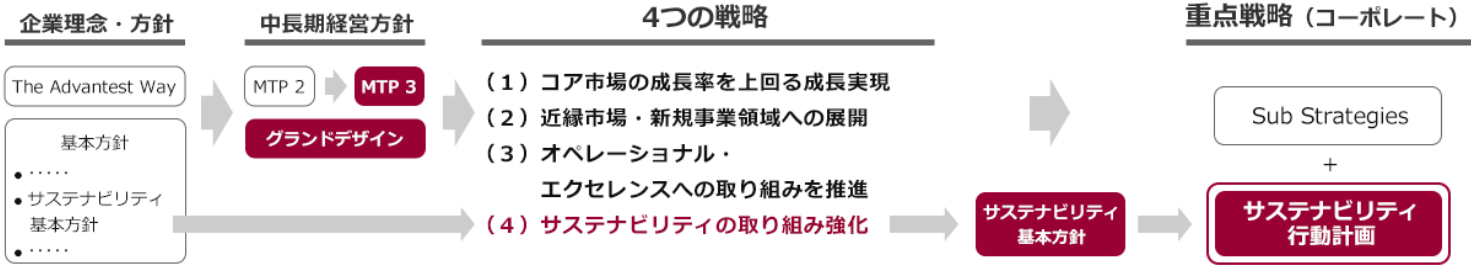 企業理念・方針
The Advantest Way
基本方針
● ・・・・・
● サステナビリティ
基本方針
● ・・・・・
中長期経営方針
MTP 2
MTP 3
グランドデザイン
4つの戦略
（１）コア市場の成長率を上回る成長実現
（２）近縁市場・新規事業領域への展開
（３）オペレーショナル・
エクセレンスへの取り組みを推進
（４）サステナビリティの取り組み強化
サステナビリティ
基本方針
重点戦略（コーポレート）
Sub Strategies
+
サステナビリティ
行動計画